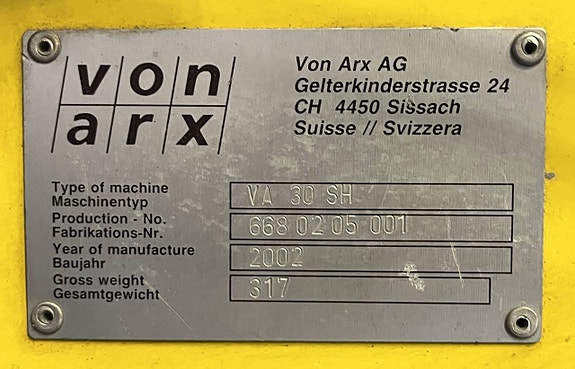 von
arx
Von Arx AG
Gelterkinderstrasse 24
CH 4450 Sissach
Suisse // Svizzera
Type of machine
Maschinentyp
VA 30 SH
Production - No.
Fabrikations-Nr.
668 02 05 001
Year of manufacture
Baujahr
2002
Gross weight
Gesamtgewicht
317